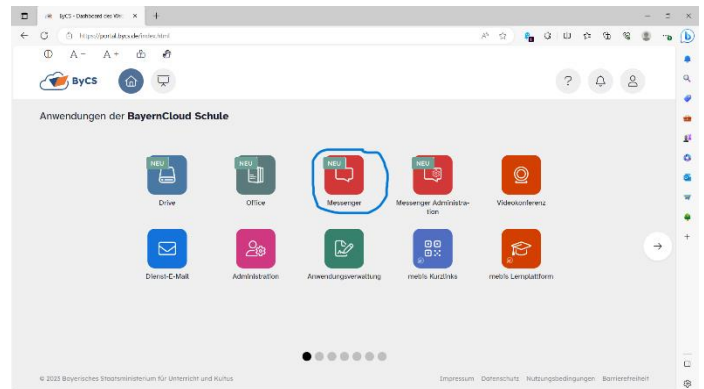 ByCS - Dashboard des Wei
https://portal.bycs.de/index.html
A - A +
ByCS
Anwendungen der BayernCloud Schule
NEU NEU NEU NEU
Drive Office Messenger Messenger Administra-
tion Videokonferenz
Dienst-E-Mail Administration Anwendungsverwaltung mebis Kurzlinks mebis Lernplattform
© 2023 Bayerisches Staatsministerium für Unterricht und Kultus Impressum Datenschutz Nutzungsbedingungen Barrierefreiheit